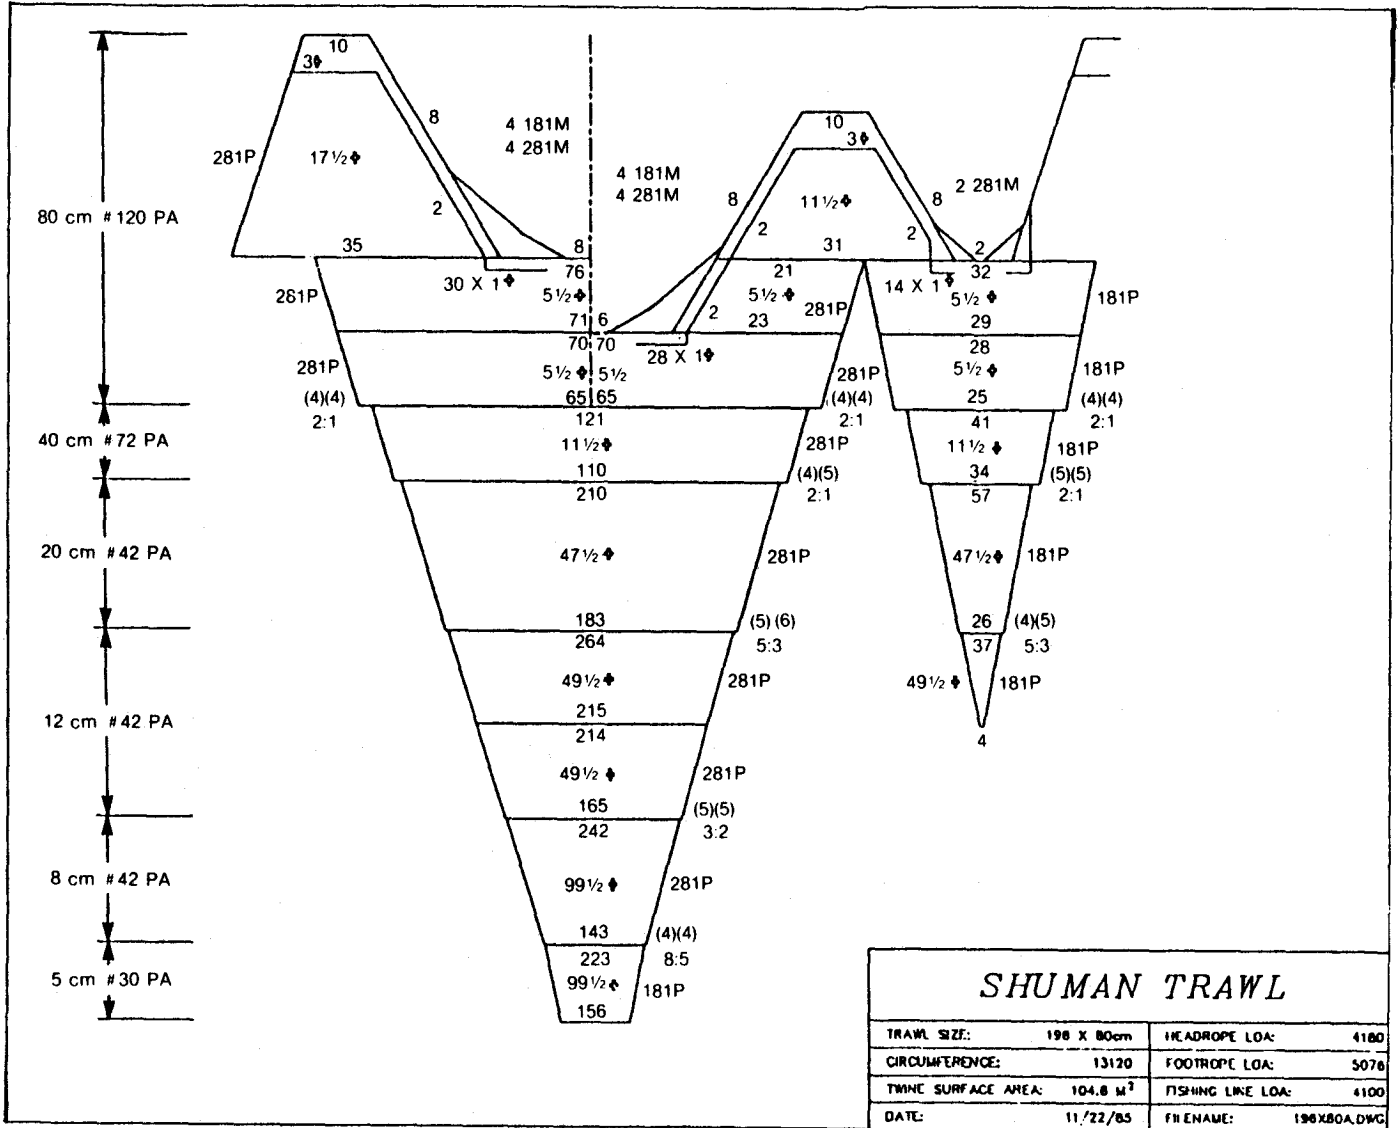 10
3
8
4 181M
4 281M
281P
17½
2
35
8
76
30 X 1
10
3
4 181M
4 281M
8
11½
8
2 281M
2
2
31
2
32
14 X 1
80 cm #120 PA
281P
5½
71 6
21
5½
281P
2
23
5½
181P
29
70 70
28 X 1
28
281P
5½ 5½
281P
5½
181P
(4)(4)
65 65
(4)(4)
25
(4)(4)
2:1
121
2:1
41
2:1
40 cm #72 PA
11½
281P
11½
181P
110
(4)(5)
34
(5)(5)
210
2:1
57
2:1
20 cm #42 PA
47½
281P
47½
181P
183
(5)(6)
26
(4)(5)
264
5:3
37
5:3
49½
281P
49½
181P
12 cm #42 PA
215
214
4
49½
281P
165
(5)(5)
242
3:2
8 cm #42 PA
99½
281P
143
(4)(4)
223
8:5
5 cm #30 PA
99½
181P
156
SHUMAN TRAWL
TRAWL SIZE: 198 X 80cm
HEADROPE LOA: 4180
CIRCUMFERENCE: 13120
FOOTROPE LOA: 5076
TWINE SURFACE AREA: 104.8 M²
FISHING LINE LOA: 4100
DATE: 11/22/85
FILENAME: 198X80A.DWG